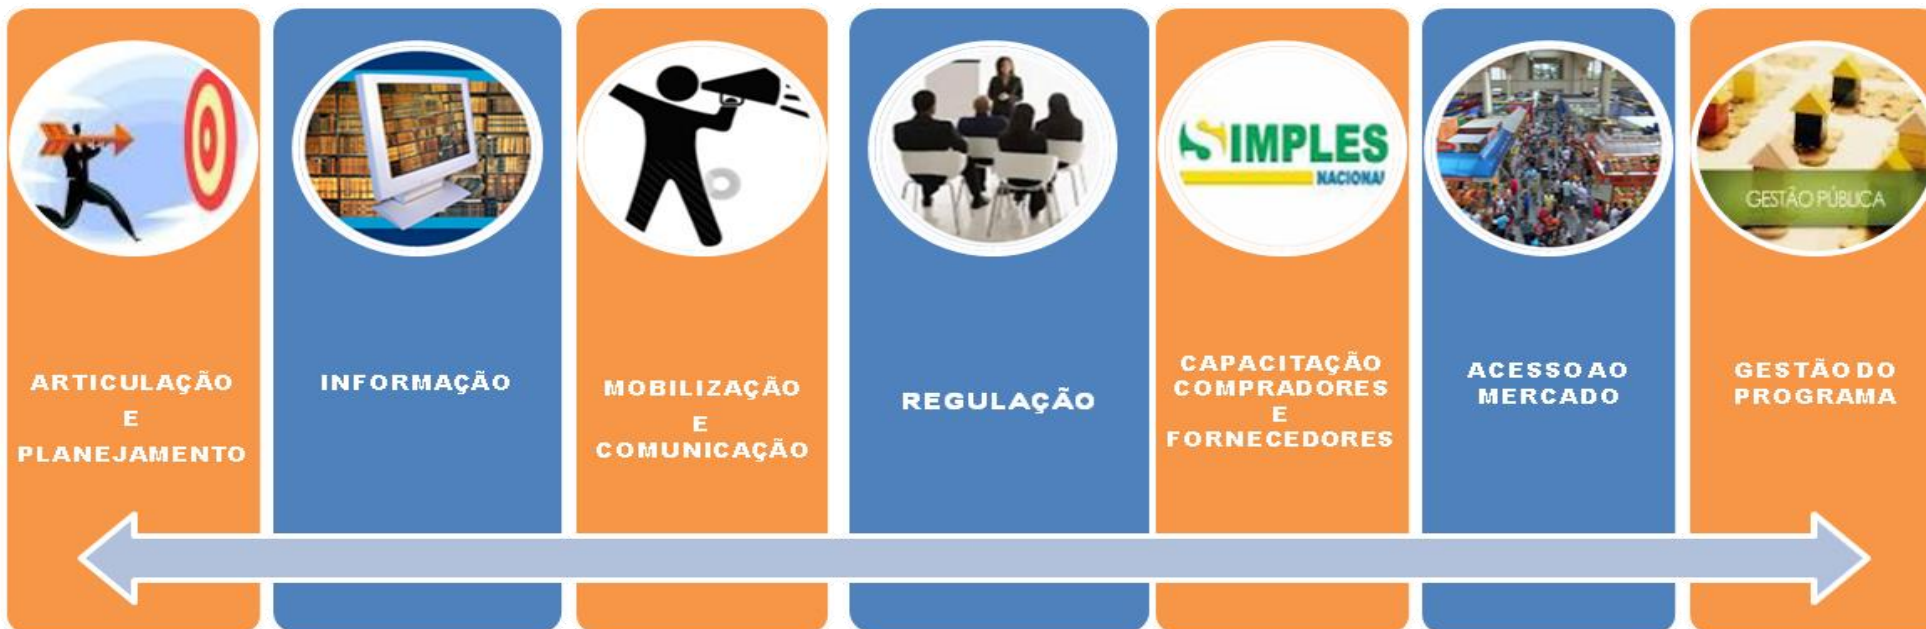 SIMPLES
NACIONAL
GESTÃO PÚBLICA
ARTICULAÇÃO
E
PLANEJAMENTO
INFORMAÇÃO
MOBILIZAÇÃO
E
COMUNICAÇÃO
REGULAÇÃO
CAPACITAÇÃO
COMPRADORES
E
FORNECEDORES
ACESSO AO
MERCADO
GESTÃO DO
PROGRAMA